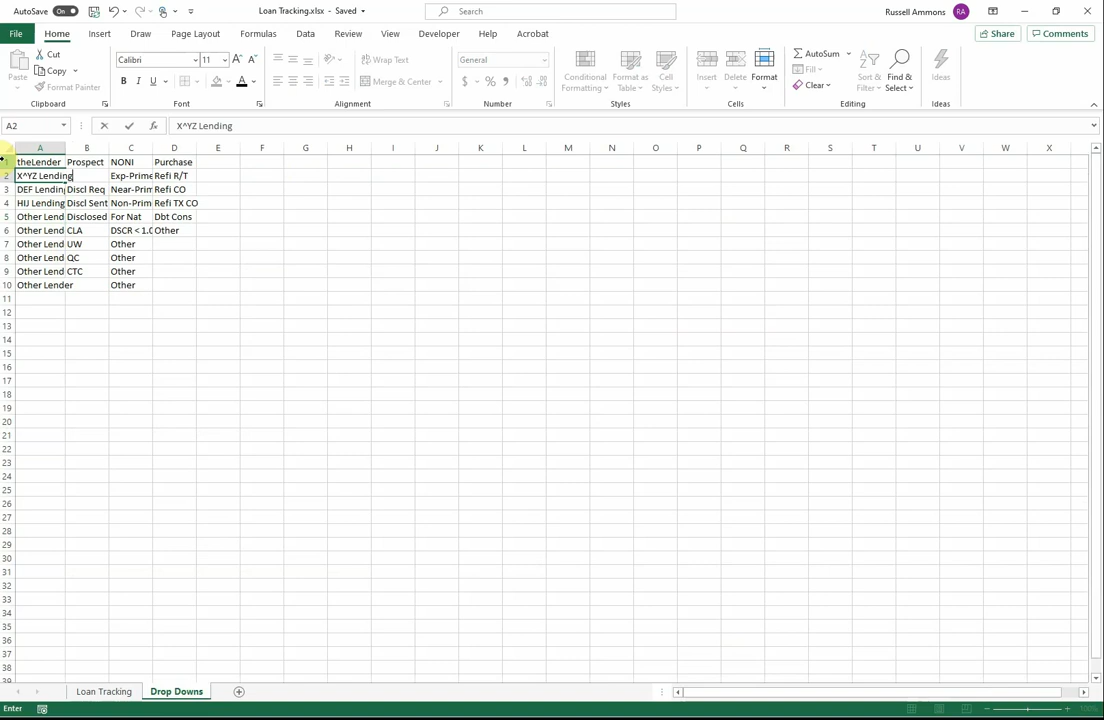 AutoSave On Loan Tracking.xlsx - Saved Search Russell Ammons RA
File Home Insert Draw Page Layout Formulas Data Review View Developer Help Acrobat Share Comments
Paste Cut Copy Format Painter Clipboard
Calibri 11 B I U A Font
Wrap Text Merge & Center Alignment
General $ % , Number
Conditional Formatting Format as Table Cell Styles Styles
Insert Delete Format Cells
AutoSum Fill Clear Sort & Filter Find & Select Editing
Ideas Ideas
A2 fx X^YZ Lending
A B C D E F G H I J K L M N O P Q R S T U V W X
1 theLender Prospect NONI Purchase
2 X^YZ Lending Exp-Prime Refi R/T
3 DEF Lending Discl Req Near-Prim Refi CO
4 HIJ Lending Discl Sent Non-Prim Refi TX CO
5 Other Lend Disclosed For Nat Dbt Cons
6 Other Lend CLA DSCR < 1.0 Other
7 Other Lend UW Other
8 Other Lend QC Other
9 Other Lend CTC Other
10 Other Lender Other
11
12
13
14
15
16
17
18
19
20
21
22
23
24
25
26
27
28
29
30
31
32
33
34
35
36
37
38
39
Loan Tracking Drop Downs
Enter 100%